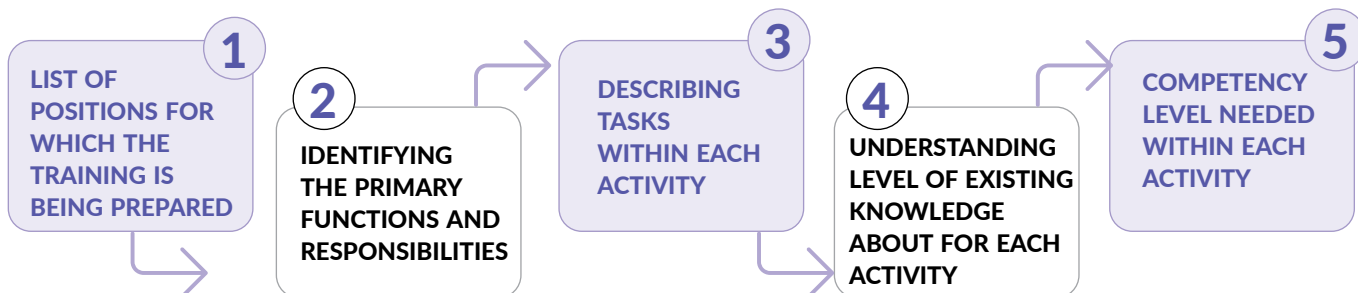 1
LIST OF
POSITIONS FOR
WHICH THE
TRAINING IS
BEING PREPARED
2
IDENTIFYING
THE PRIMARY
FUNCTIONS AND
RESPONSIBILITIES
3
DESCRIBING
TASKS
WITHIN EACH
ACTIVITY
4
UNDERSTANDING
LEVEL OF EXISTING
KNOWLEDGE
ABOUT FOR EACH
ACTIVITY
5
COMPETENCY
LEVEL NEEDED
WITHIN EACH
ACTIVITY